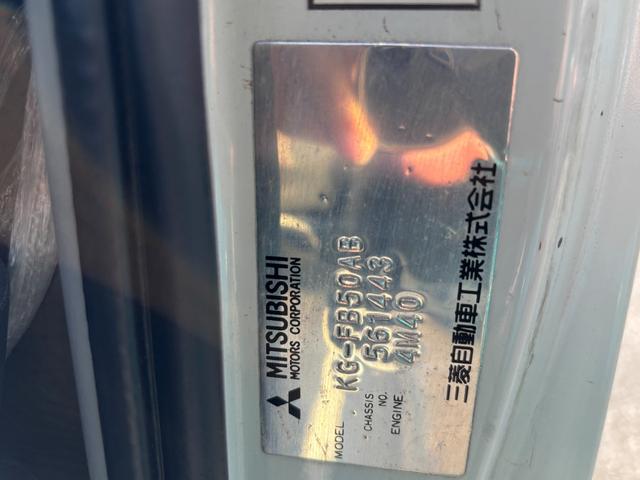 MITSUBISHI
MOTORS CORPORATION
MODEL KG-FB50AB
CHASSIS NO. 561443
ENGINE 4M40
三菱自動車工業株式会社